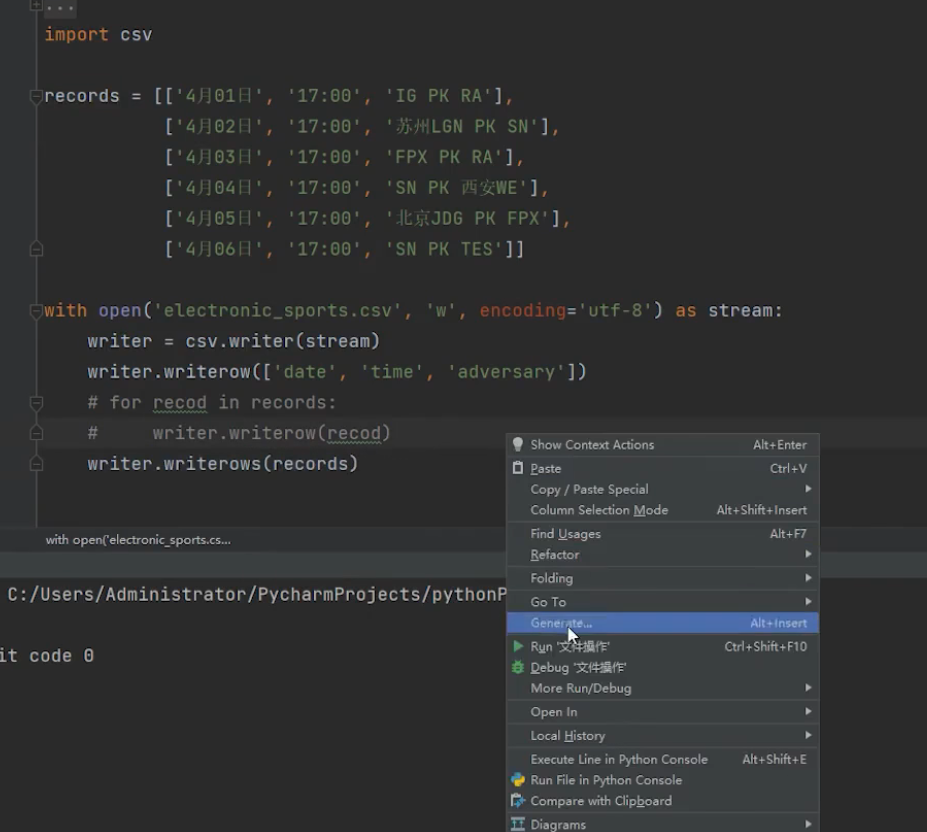 ...
import csv
records = [['4月01日', '17:00', 'IG PK RA'],
['4月02日', '17:00', '苏州LGN PK SN'],
['4月03日', '17:00', 'FPX PK RA'],
['4月04日', '17:00', 'SN PK 西安WE'],
['4月05日', '17:00', '北京JDG PK FPX'],
['4月06日', '17:00', 'SN PK TES']]
with open('electronic_sports.csv', 'w', encoding='utf-8') as stream:
writer = csv.writer(stream)
writer.writerow(['date', 'time', 'adversary'])
# for recod in records:
#     writer.writerow(recod)
writer.writerows(records)
with open('electronic_sports.cs...
C:/Users/Administrator/PycharmProjects/pythonP
it code 0
Show Context Actions Alt+Enter
Paste Ctrl+V
Copy / Paste Special
Column Selection Mode Alt+Shift+Insert
Find Usages Alt+F7
Refactor
Folding
Go To
Generate... Alt+Insert
Run '文件操作' Ctrl+Shift+F10
Debug '文件操作'
More Run/Debug
Open In
Local History
Execute Line in Python Console Alt+Shift+E
Run File in Python Console
Compare with Clipboard
Diagrams